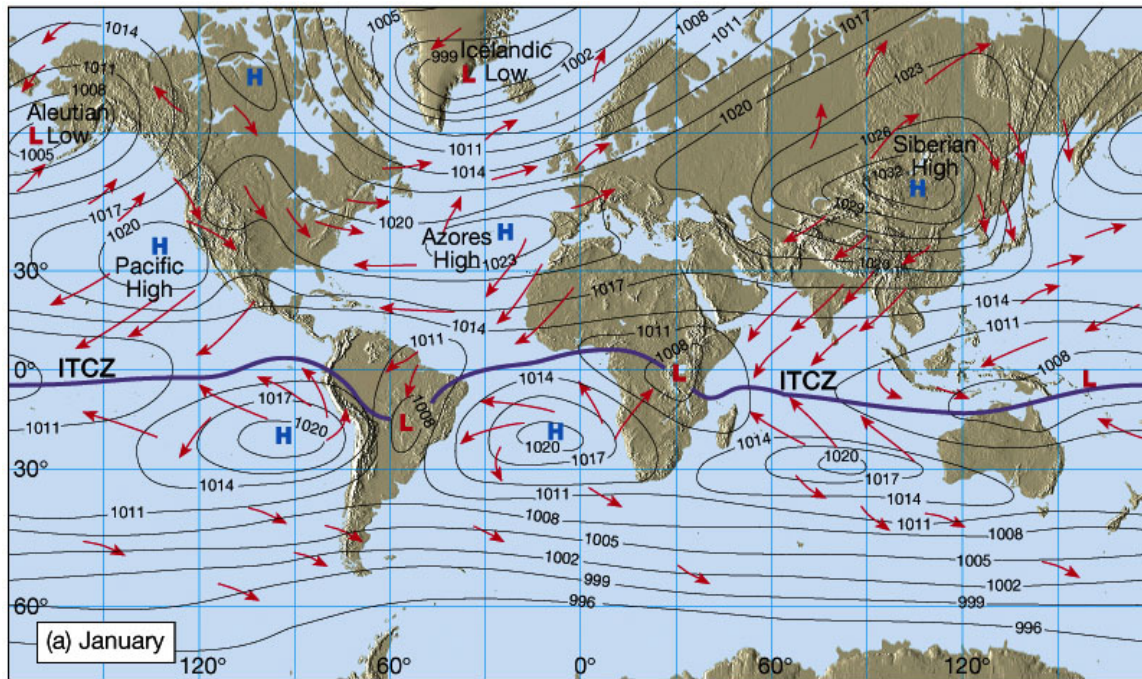 1005
1008
1011
1017
1014
Icelandic
L Low
999
1002
1011
H
1023
1008
1020
Aleutian
L Low
1005
1026
Siberian
High
1011
1032
H
1014
1029
1017
1020
1020
H
Azores
High
H
1023
Pacific
High
1020
30°
1017
1014
1014
1011
1011
1011
1008
1008
ITCZ
0°
L
ITCZ
L
1014
1017
1008
1011
1020
L
H
H
1014
1020
1020
1017
1017
30°
1014
1011
1014
1011
1011
1008
1008
1005
1005
1002
1002
999
999
60°
996
996
(a) January
120°
60°
0°
60°
120°